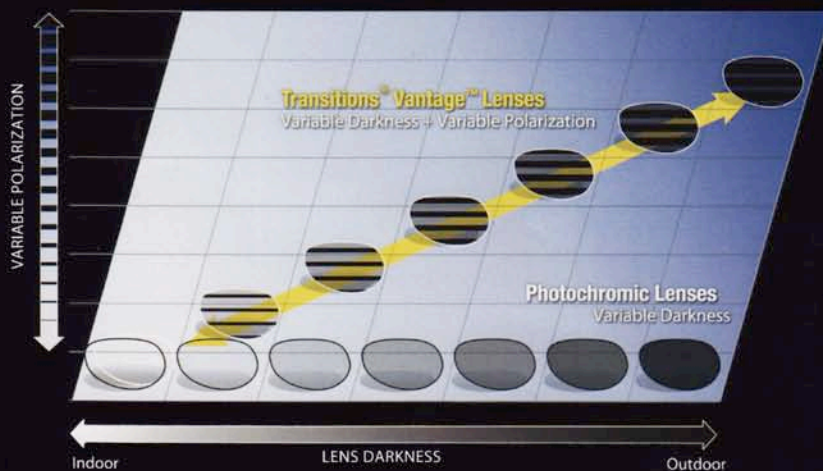 VARIABLE POLARIZATION
Transitions® Vantage™ Lenses
Variable Darkness + Variable Polarization
Photochromic Lenses
Variable Darkness
Indoor
LENS DARKNESS
Outdoor